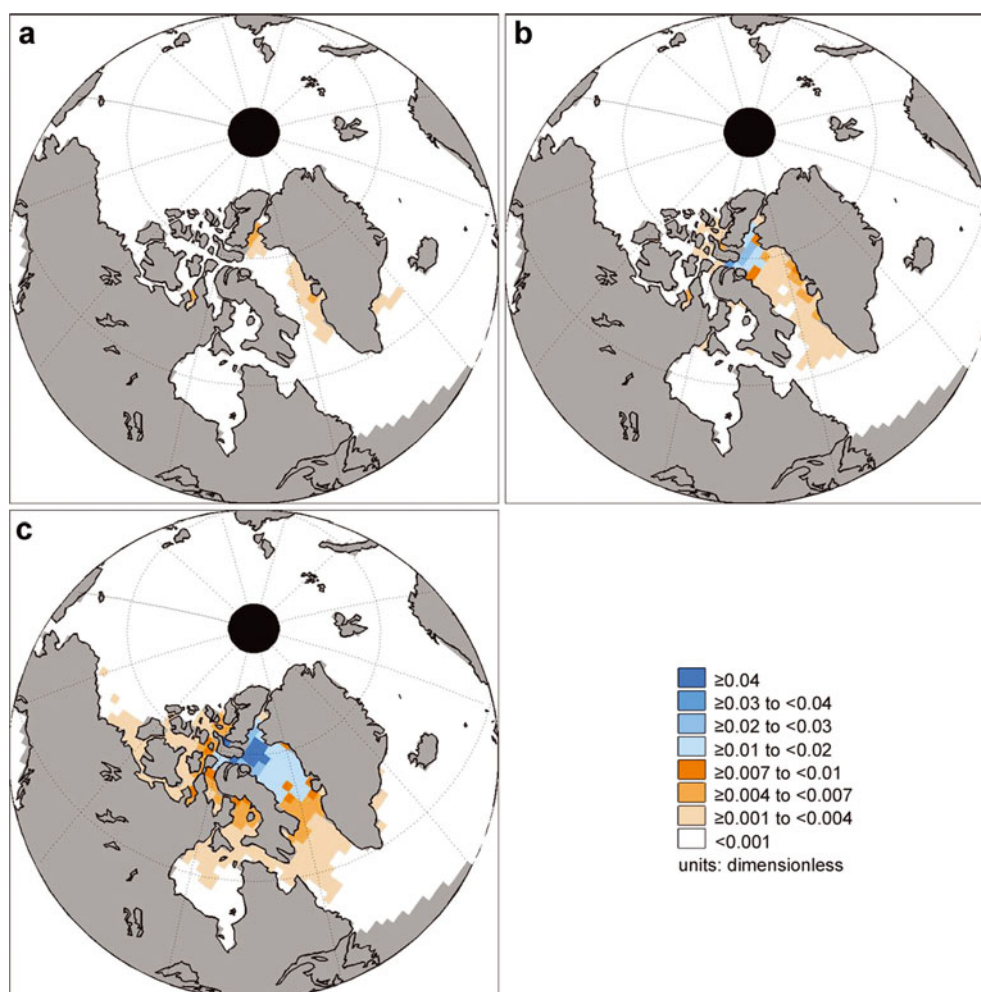 a
b
c
≥0.04
≥0.03 to <0.04
≥0.02 to <0.03
≥0.01 to <0.02
≥0.007 to <0.01
≥0.004 to <0.007
≥0.001 to <0.004
<0.001
units: dimensionless